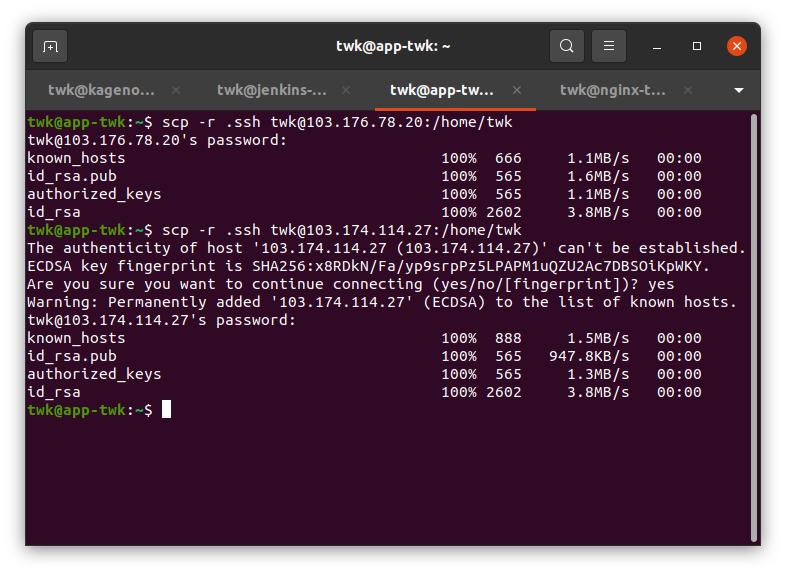 twk@app-twk: ~
twk@kageno... twk@jenkins-... twk@app-tw... twk@nginx-t...
twk@app-twk:~$ scp -r .ssh twk@103.176.78.20:/home/twk
twk@103.176.78.20's password:
known_hosts 100% 666 1.1MB/s 00:00
id_rsa.pub 100% 565 1.6MB/s 00:00
authorized_keys 100% 565 1.1MB/s 00:00
id_rsa 100% 2602 3.8MB/s 00:00
twk@app-twk:~$ scp -r .ssh twk@103.174.114.27:/home/twk
The authenticity of host '103.174.114.27 (103.174.114.27)' can't be established.
ECDSA key fingerprint is SHA256:x8RDkN/Fa/yp9srpPz5LPAPM1uQZU2Ac7DBSOiKpWKY.
Are you sure you want to continue connecting (yes/no/[fingerprint])? yes
Warning: Permanently added '103.174.114.27' (ECDSA) to the list of known hosts.
twk@103.174.114.27's password:
known_hosts 100% 888 1.5MB/s 00:00
id_rsa.pub 100% 565 947.8KB/s 00:00
authorized_keys 100% 565 1.3MB/s 00:00
id_rsa 100% 2602 3.8MB/s 00:00
twk@app-twk:~$